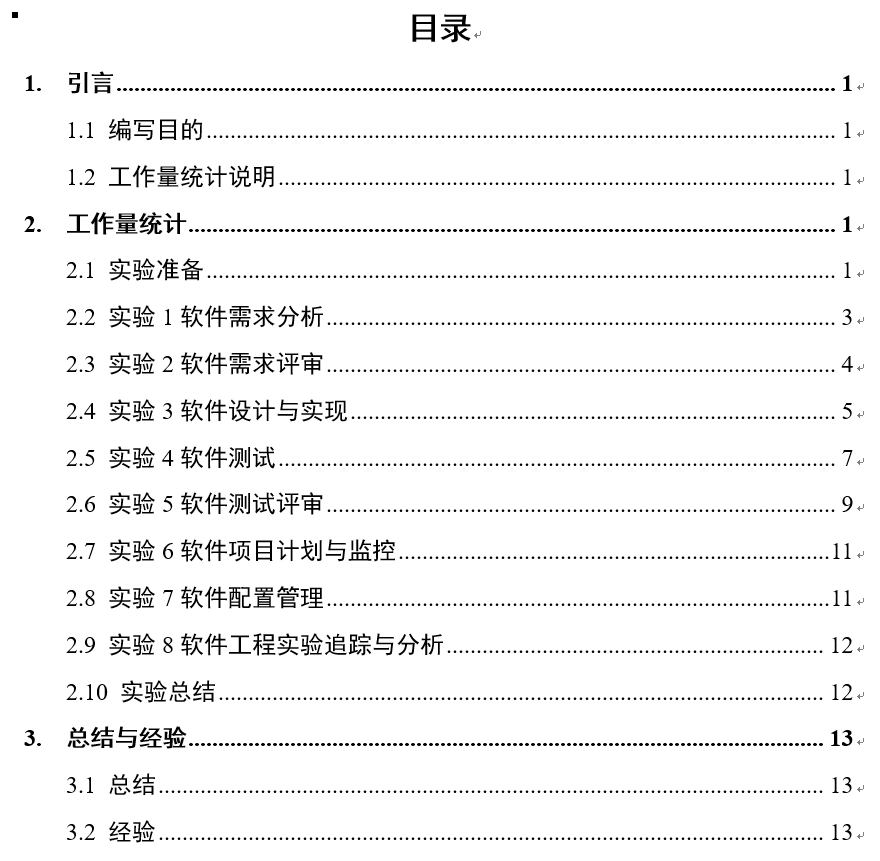 目录
1. 引言 1
1.1 编写目的 1
1.2 工作量统计说明 1
2. 工作量统计 1
2.1 实验准备 1
2.2 实验 1 软件需求分析 3
2.3 实验 2 软件需求评审 4
2.4 实验 3 软件设计与实现 5
2.5 实验 4 软件测试 7
2.6 实验 5 软件测试评审 9
2.7 实验 6 软件项目计划与监控 11
2.8 实验 7 软件配置管理 11
2.9 实验 8 软件工程实验追踪与分析 12
2.10 实验总结 12
3. 总结与经验 13
3.1 总结 13
3.2 经验 13